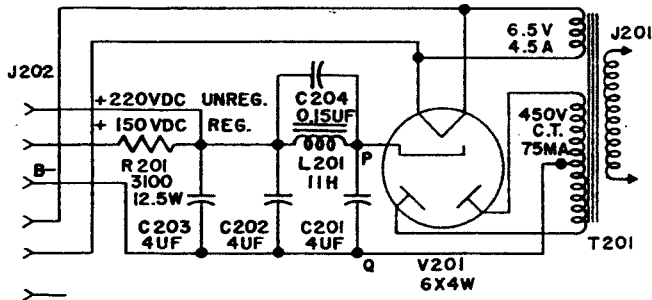 6.5V
4.5A
J201
J202
+220VDC UNREG.
+ 150VDC REG.
C204
0.15UF
450V
C.T.
75MA
B-
R201
3100
12.5W
L201
11H
P
C203
4UF
C202
4UF
C201
4UF
Q
V201
6X4W
T201